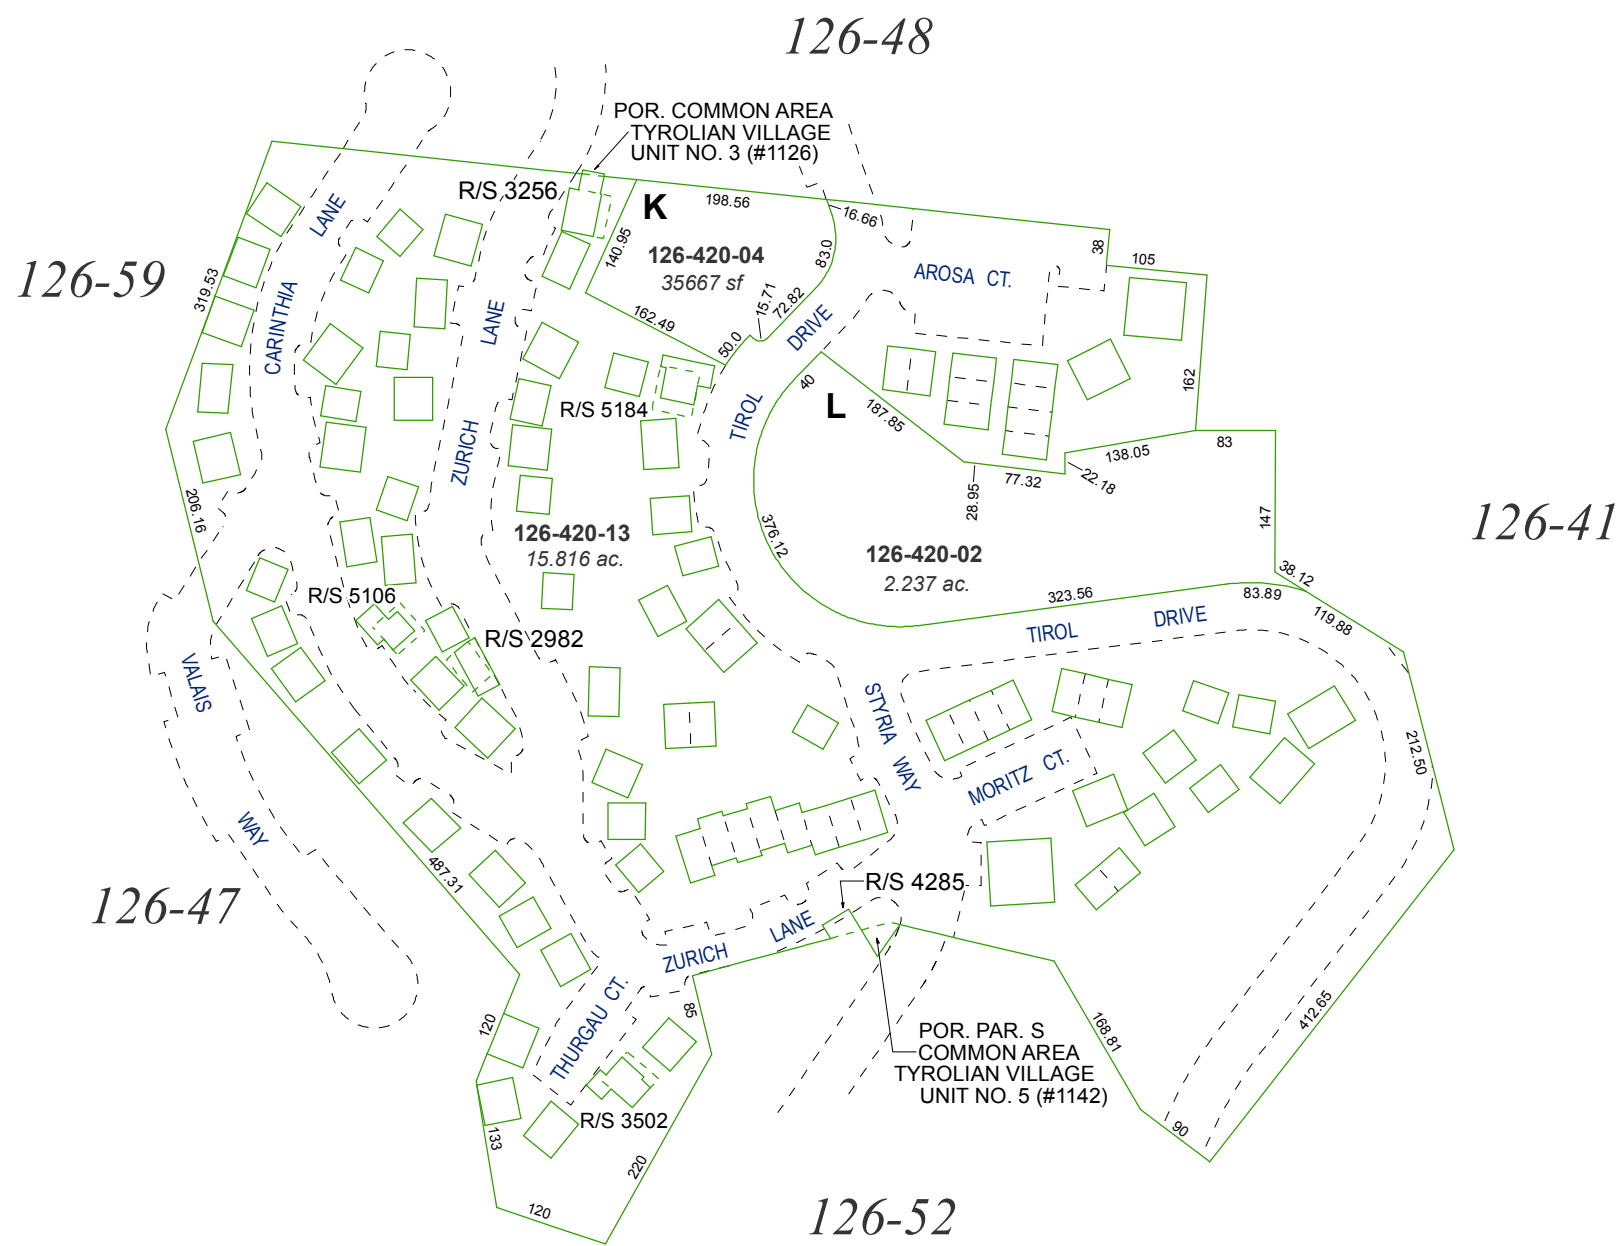 126-48
POR. COMMON AREA
TYROLIAN VILLAGE
UNIT NO. 3 (#1126)
R/S 3256
K
198.56
16.66
LANE
140.95
126-420-04
35667 sf
83.0
38
105
AROSA CT.
126-59
319.53
CARINTHIA
LANE
162.49
15.71
72.82
50.0
DRIVE
40
162
R/S 5184
TIROL
L
187.85
83
138.05
22.18
77.32
28.95
ZURICH
206.16
126-420-13
15.816 ac.
376.12
147
126-41
126-420-02
2.237 ac.
38.12
R/S 5106
323.56
83.89
119.88
TIROL
DRIVE
R/S 2982
VALAIS
WAY
STYRIA
WAY
212.50
MORITZ CT.
487.31
126-47
R/S 4285
ZURICH
LANE
THURGAU CT.
85
120
168.81
412.65
POR. PAR. S
COMMON AREA
TYROLIAN VILLAGE
UNIT NO. 5 (#1142)
R/S 3502
133
90
220
120
126-52